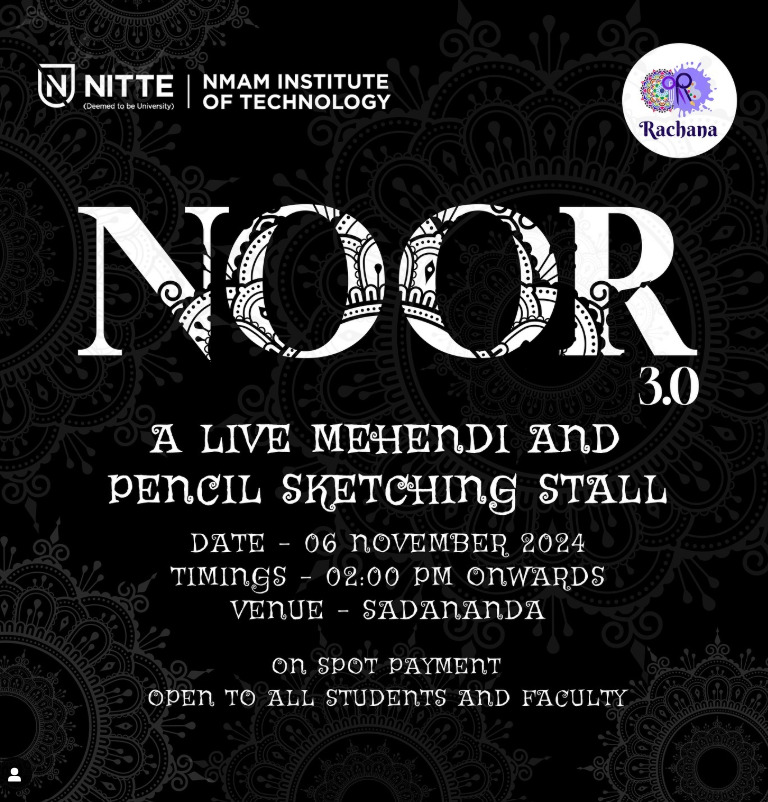 NITTE
(Deemed to be University)
NMAM INSTITUTE
OF TECHNOLOGY
Rachana
NOOR
3.0
A LIVE MEHENDI AND
PENCIL SKETCHING STALL
DATE - 06 NOVEMBER 2024
TIMINGS - 02:00 PM ONWARDS
VENUE - SADANANDA
ON SPOT PAYMENT
OPEN TO ALL STUDENTS AND FACULTY